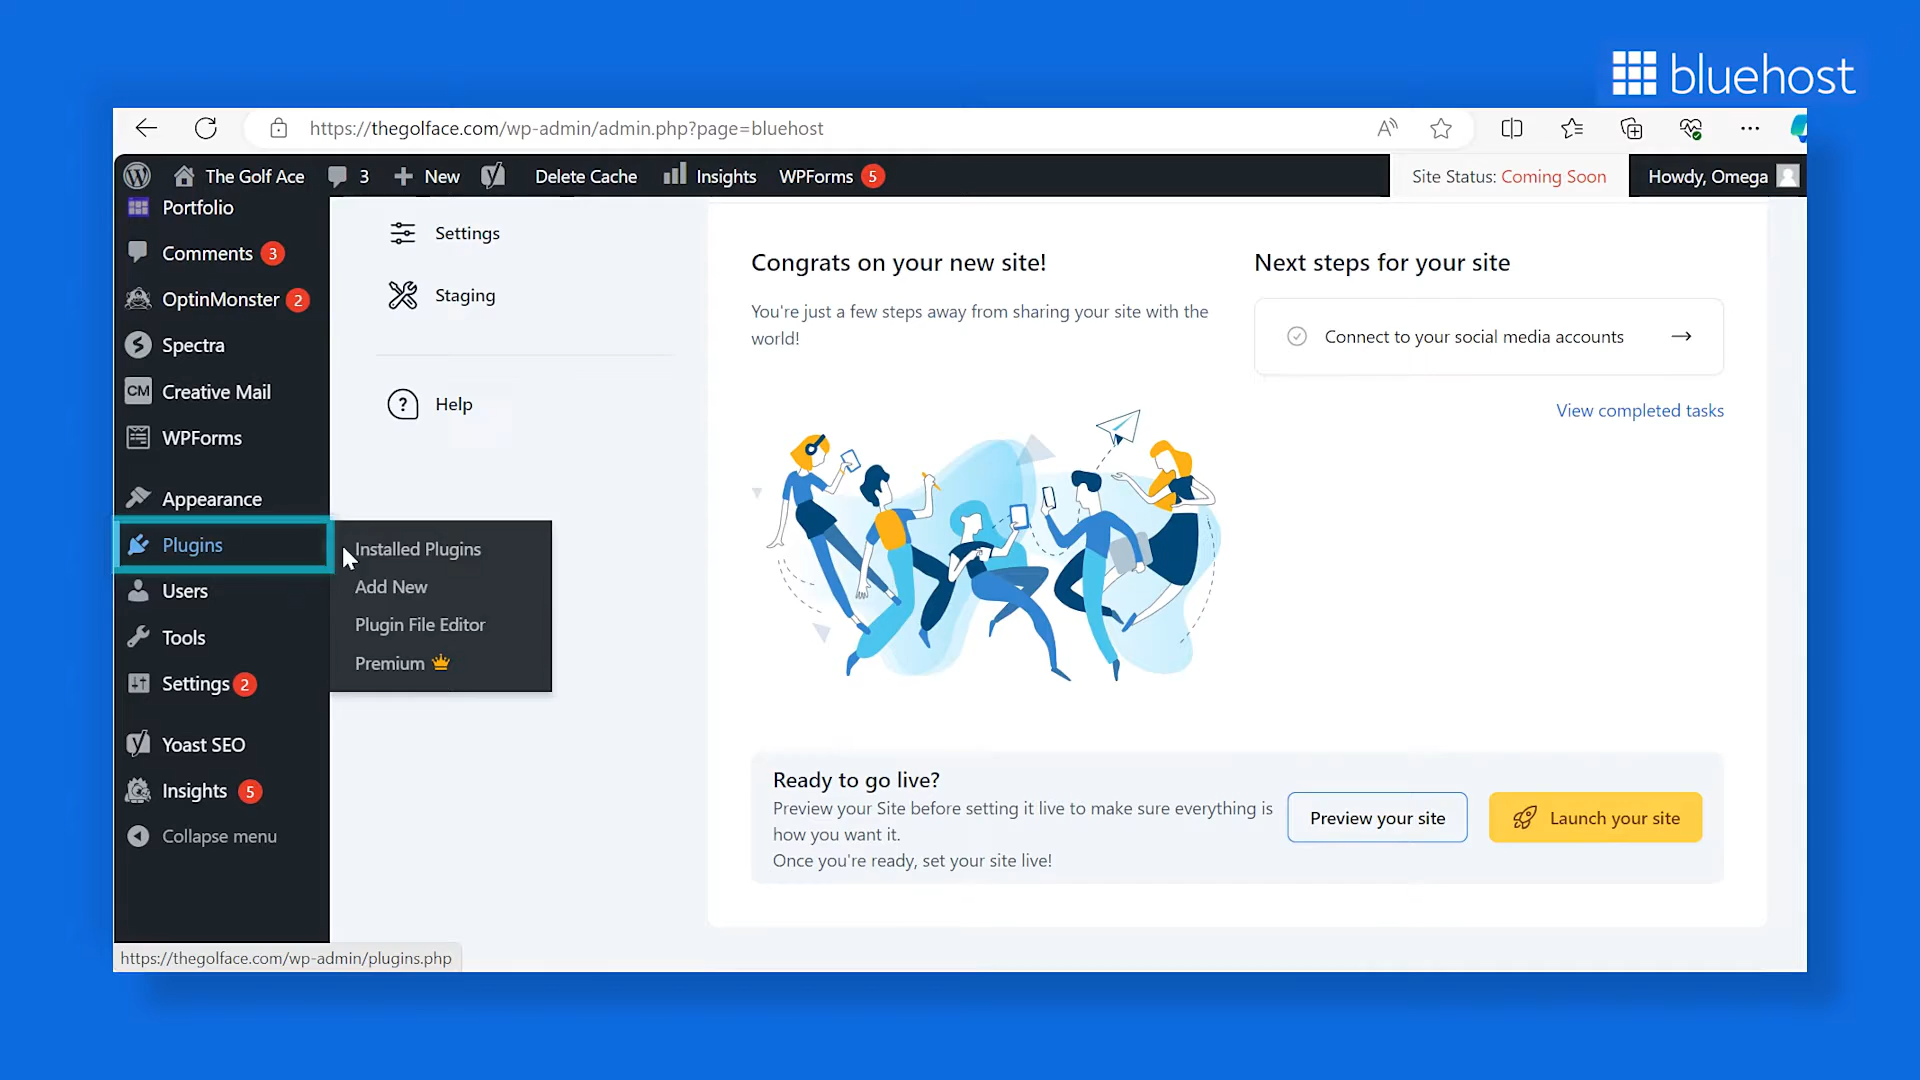 bluehost
https://thegolface.com/wp-admin/admin.php?page=bluehost
The Golf Ace 3 New Delete Cache Insights WPForms 5 Site Status: Coming Soon Howdy, Omega
Portfolio
Comments 3
OptinMonster 2
Spectra
CM Creative Mail
WPForms
Appearance
Plugins
Users
Tools
Settings 2
Yoast SEO
Insights 5
Collapse menu
Installed Plugins
Add New
Plugin File Editor
Premium
Settings
Staging
Help
Congrats on your new site!
You're just a few steps away from sharing your site with the
world!
Next steps for your site
Connect to your social media accounts
View completed tasks
Ready to go live?
Preview your Site before setting it live to make sure everything is
how you want it.
Once you're ready, set your site live!
Preview your site
Launch your site
https://thegolface.com/wp-admin/plugins.php